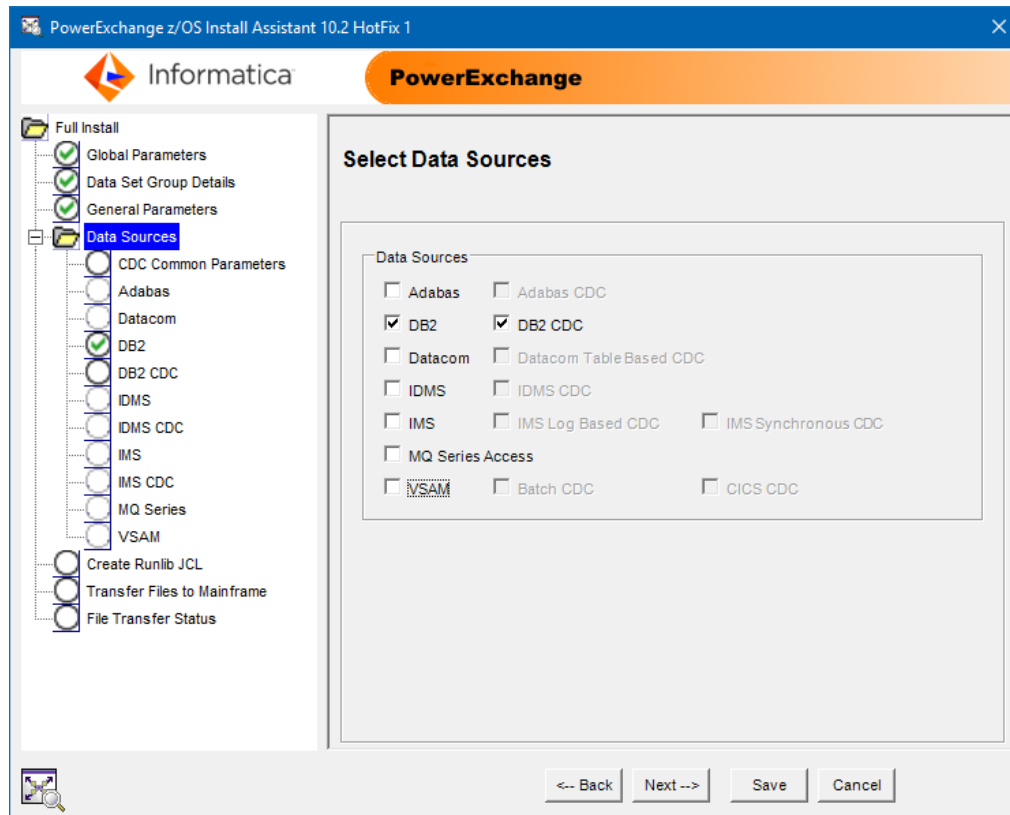 PowerExchange z/OS Install Assistant 10.2 HotFix 1
Informatica
PowerExchange
Full Install
Global Parameters
Data Set Group Details
General Parameters
Data Sources
CDC Common Parameters
Adabas
Datacom
DB2
DB2 CDC
IDMS
IDMS CDC
IMS
IMS CDC
MQ Series
VSAM
Create Runlib JCL
Transfer Files to Mainframe
File Transfer Status
Select Data Sources
Data Sources
Adabas Adabas CDC
DB2 DB2 CDC
Datacom Datacom Table Based CDC
IDMS IDMS CDC
IMS IMS Log Based CDC IMS Synchronous CDC
MQ Series Access
VSAM Batch CDC CICS CDC
<-- Back Next --> Save Cancel